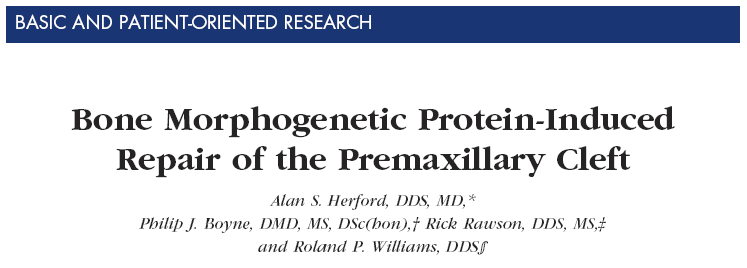 BASIC AND PATIENT-ORIENTED RESEARCH
Bone Morphogenetic Protein-Induced
Repair of the Premaxillary Cleft
Alan S. Herford, DDS, MD,*
Philip J. Boyne, DMD, MS, DSc(hon),† Rick Rawson, DDS, MS,‡
and Roland P. Williams, DDS§